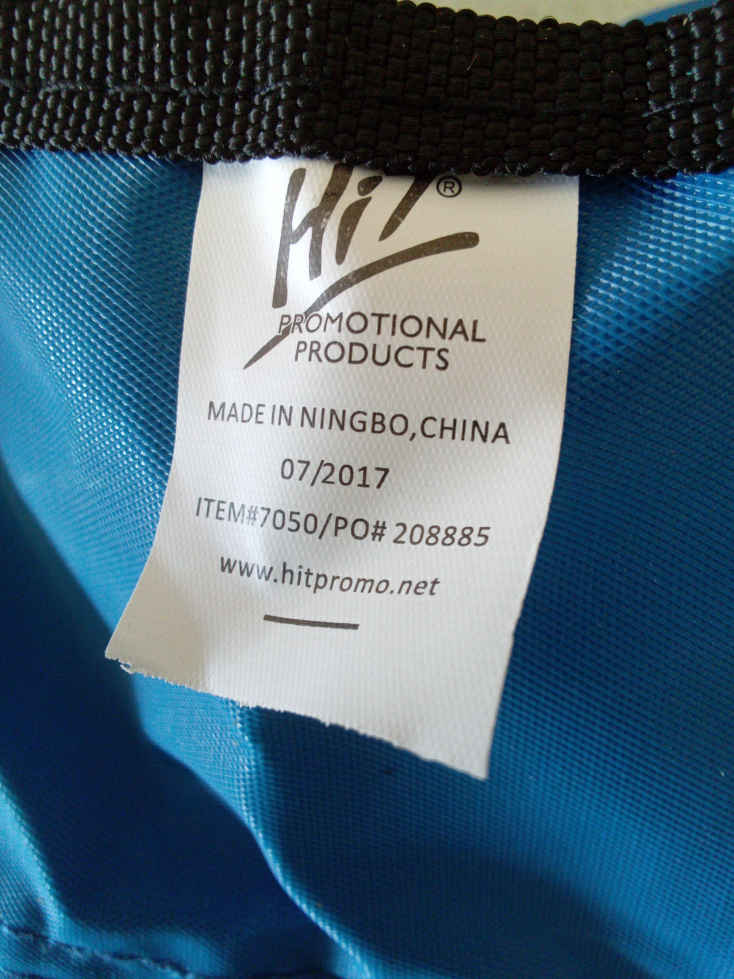 Hit®
PROMOTIONAL
PRODUCTS
MADE IN NINGBO,CHINA
07/2017
ITEM#7050/PO# 208885
www.hitpromo.net